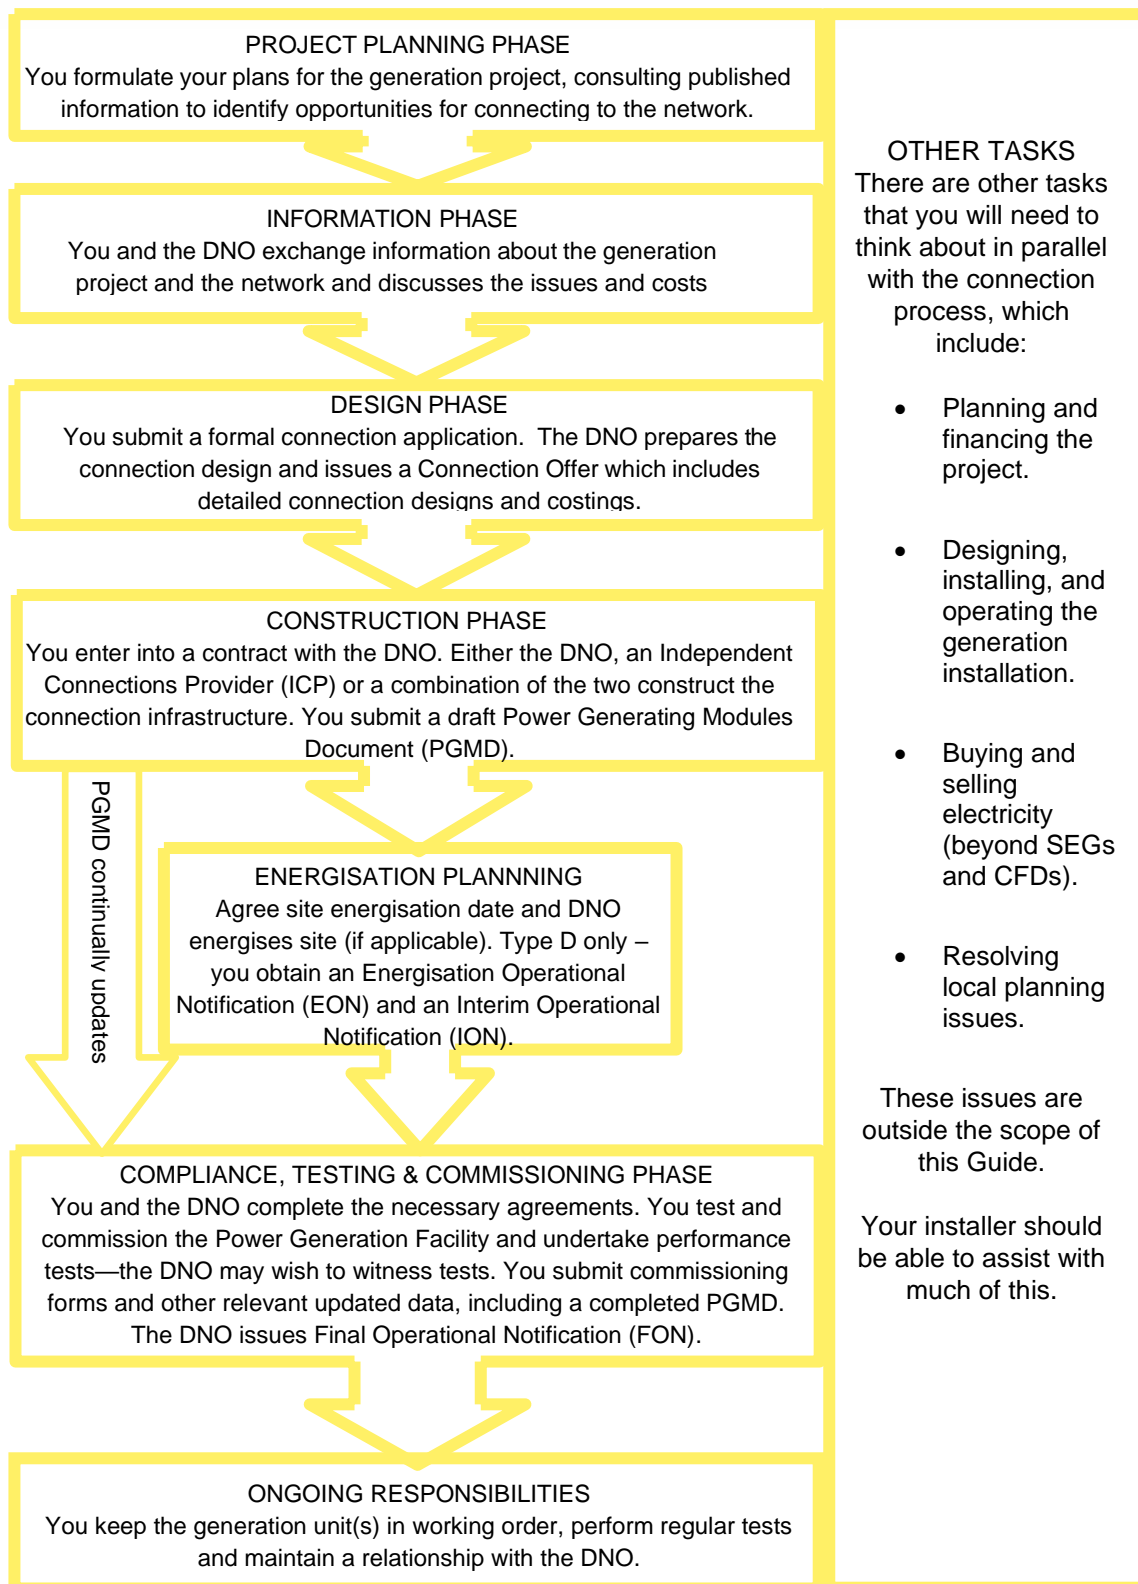 PROJECT PLANNING PHASE
You formulate your plans for the generation project, consulting published
information to identify opportunities for connecting to the network.
INFORMATION PHASE
You and the DNO exchange information about the generation
project and the network and discusses the issues and costs
DESIGN PHASE
You submit a formal connection application.  The DNO prepares the
connection design and issues a Connection Offer which includes
detailed connection designs and costings.
CONSTRUCTION PHASE
You enter into a contract with the DNO. Either the DNO, an Independent
Connections Provider (ICP) or a combination of the two construct the
connection infrastructure. You submit a draft Power Generating Modules
Document (PGMD).
PGMD continually updates
ENERGISATION PLANNNING
Agree site energisation date and DNO
energises site (if applicable). Type D only –
you obtain an Energisation Operational
Notification (EON) and an Interim Operational
Notification (ION).
COMPLIANCE, TESTING & COMMISSIONING PHASE
You and the DNO complete the necessary agreements. You test and
commission the Power Generation Facility and undertake performance
tests—the DNO may wish to witness tests. You submit commissioning
forms and other relevant updated data, including a completed PGMD.
The DNO issues Final Operational Notification (FON).
ONGOING RESPONSIBILITIES
You keep the generation unit(s) in working order, perform regular tests
and maintain a relationship with the DNO.
OTHER TASKS
There are other tasks
that you will need to
think about in parallel
with the connection
process, which
include:
• Planning and
financing the
project.
• Designing,
installing, and
operating the
generation
installation.
• Buying and
selling
electricity
(beyond SEGs
and CFDs).
• Resolving
local planning
issues.
These issues are
outside the scope of
this Guide.
Your installer should
be able to assist with
much of this.